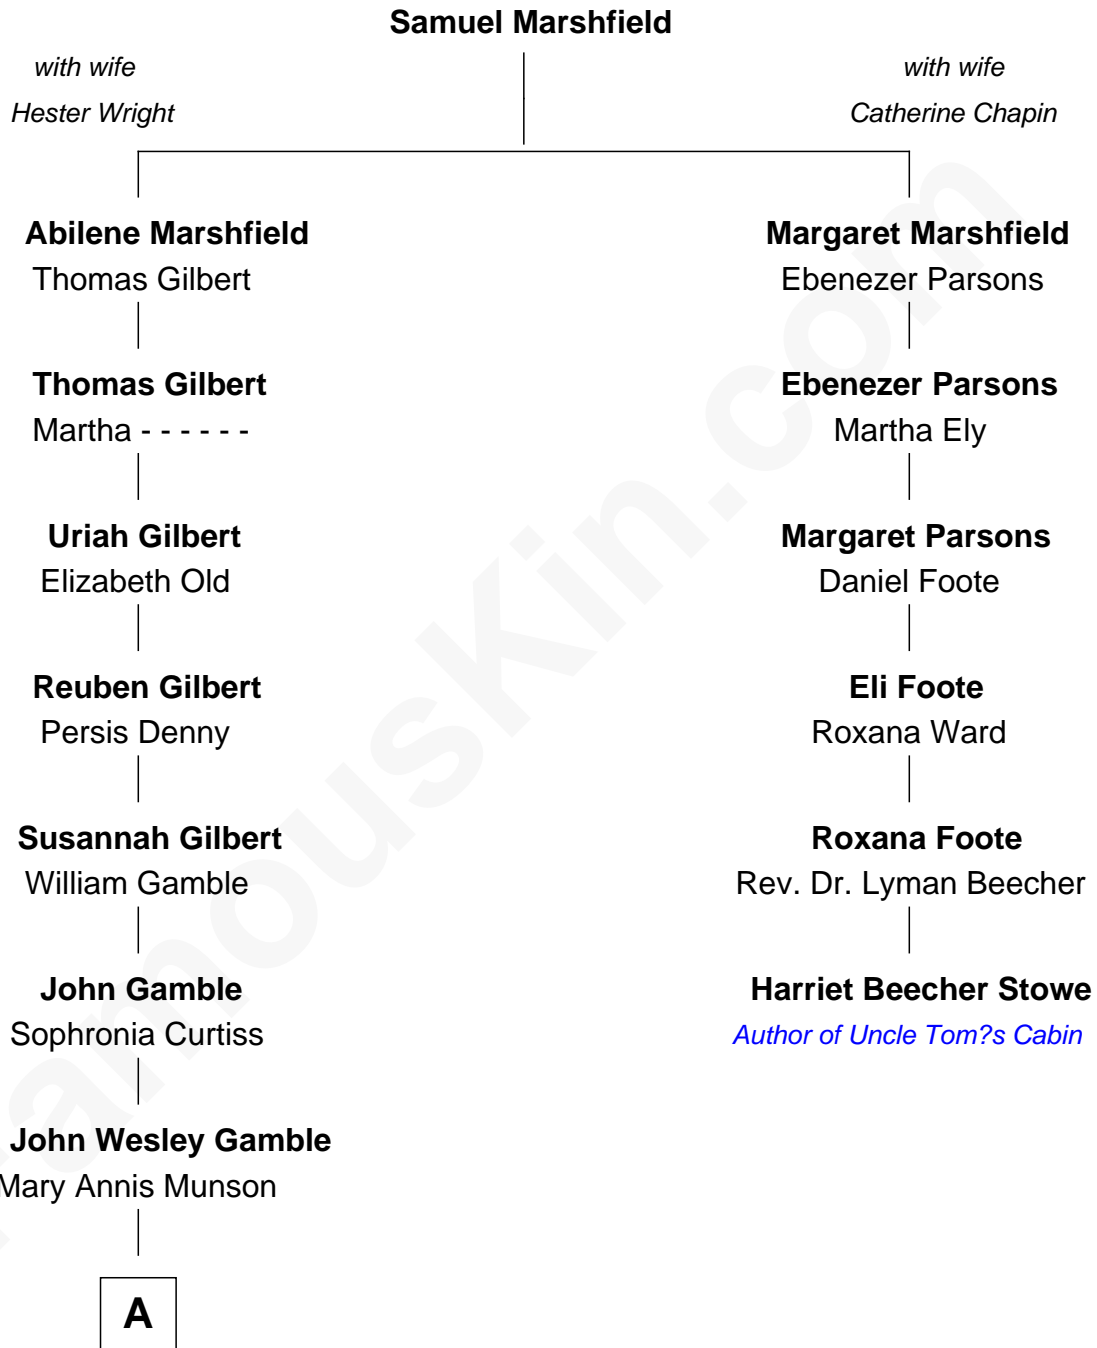 Samuel Marshfield
with wife
Hester Wright
with wife
Catherine Chapin
Abilene Marshfield
Thomas Gilbert
Margaret Marshfield
Ebenezer Parsons
Thomas Gilbert
Martha - - - - - -
Ebenezer Parsons
Martha Ely
Uriah Gilbert
Elizabeth Old
Margaret Parsons
Daniel Foote
Reuben Gilbert
Persis Denny
Eli Foote
Roxana Ward
Susannah Gilbert
William Gamble
Roxana Foote
Rev. Dr. Lyman Beecher
John Gamble
Sophronia Curtiss
Harriet Beecher Stowe
Author of Uncle Tom?s Cabin
John Wesley Gamble
Mary Annis Munson
A
FamousKin.com